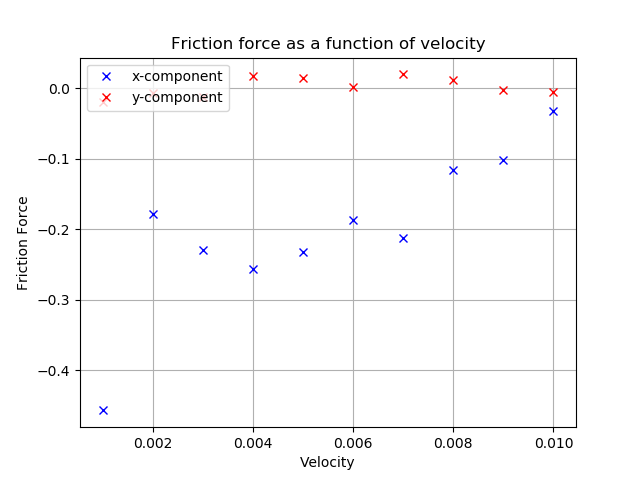 Friction force as a function of velocity
x-component
y-component
0.0
−0.1
−0.2
−0.3
−0.4
Friction Force
0.002
0.004
0.006
0.008
0.010
Velocity